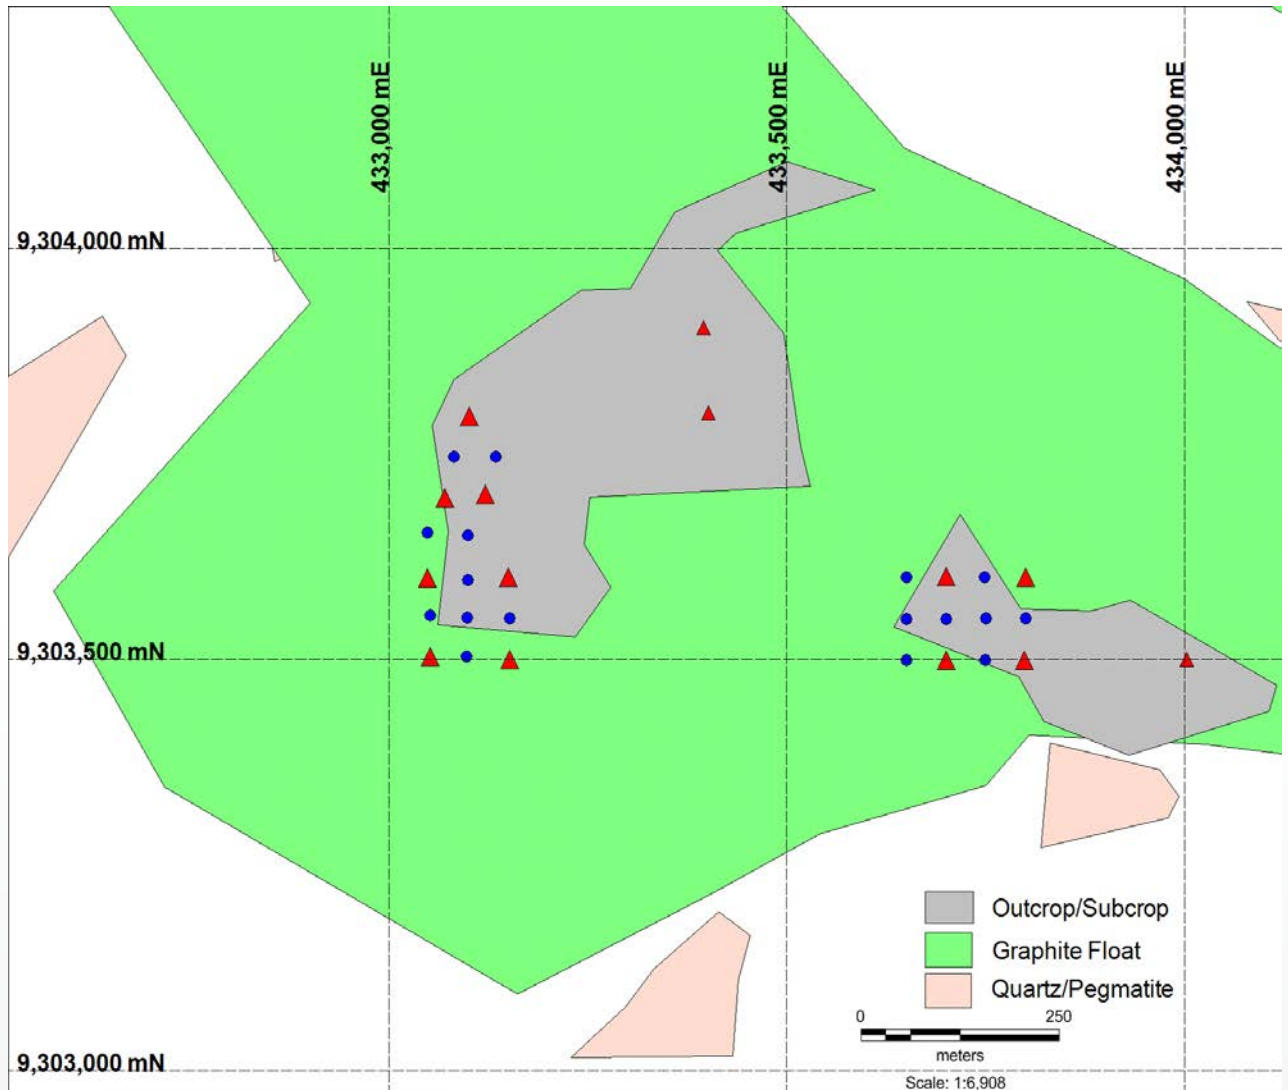 433,000 mE
433,500 mE
434,000 mE
9,304,000 mN
9,303,500 mN
Outcrop/Subcrop
Graphite Float
Quartz/Pegmatite
0 250
meters
9,303,000 mN
Scale: 1:6,908